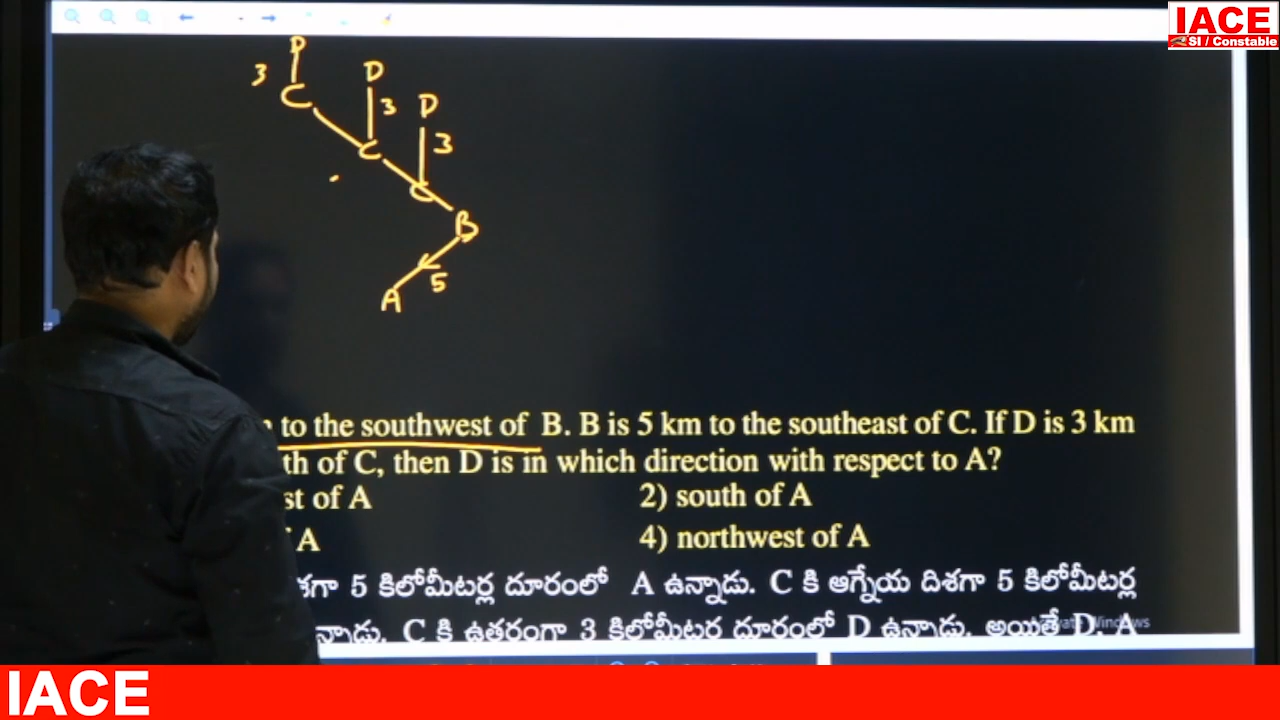 IACE
SI / Constable
D
3 C
D
3
D
C 3
C
B
5
A
to the southwest of B. B is 5 km to the southeast of C. If D is 3 km
th of C, then D is in which direction with respect to A?
st of A 2) south of A
A 4) northwest of A
శగా 5 కిలోమీటర్ల దూరంలో A ఉన్నాడు. C కి ఆగ్నేయ దిశగా 5 కిలోమీటర్ల
న్నాడు. C కి ఉత్తరంగా 3 కిలోమీటర్ల దూరంలో D ఉన్నాడు. అయితే D, A
IACE